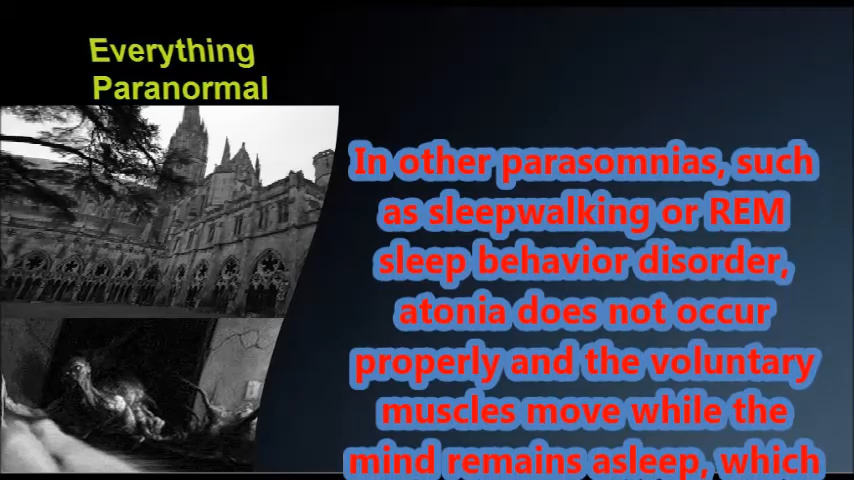 Everything
Paranormal
In other parasomnias, such
as sleepwalking or REM
sleep behavior disorder,
atonia does not occur
properly and the voluntary
muscles move while the
mind remains asleep, which